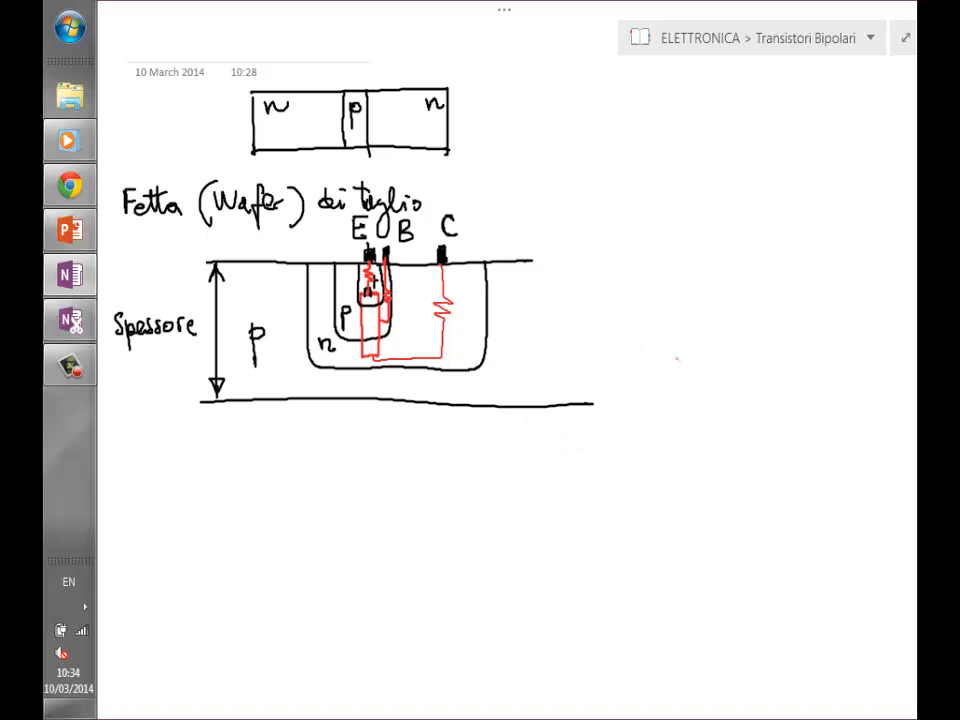 ELETTRONICA > Transistori Bipolari
10 March 2014 10:28
n p n
Fetta (Wafer) di taglio
E B C
n+
p
n
Spessore
p
EN
10:34
10/03/2014